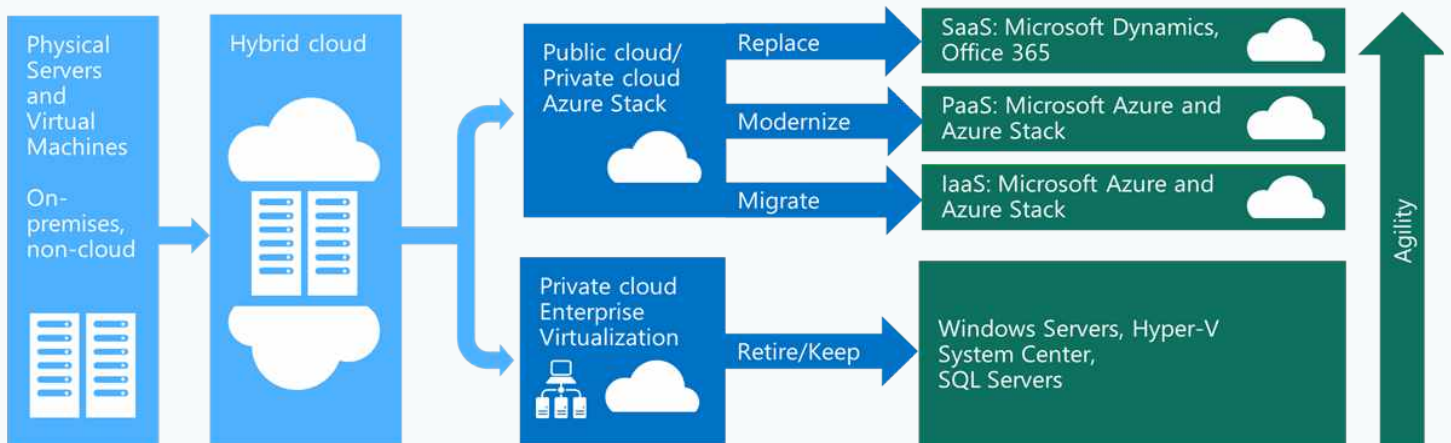 Physical
Servers
and
Virtual
Machines
On-
premises,
non-cloud
Hybrid cloud
Public cloud/
Private cloud
Azure Stack
Replace
Modernize
Migrate
SaaS: Microsoft Dynamics,
Office 365
PaaS: Microsoft Azure and
Azure Stack
IaaS: Microsoft Azure and
Azure Stack
Private cloud
Enterprise
Virtualization
Retire/Keep
Windows Servers, Hyper-V
System Center,
SQL Servers
Agility